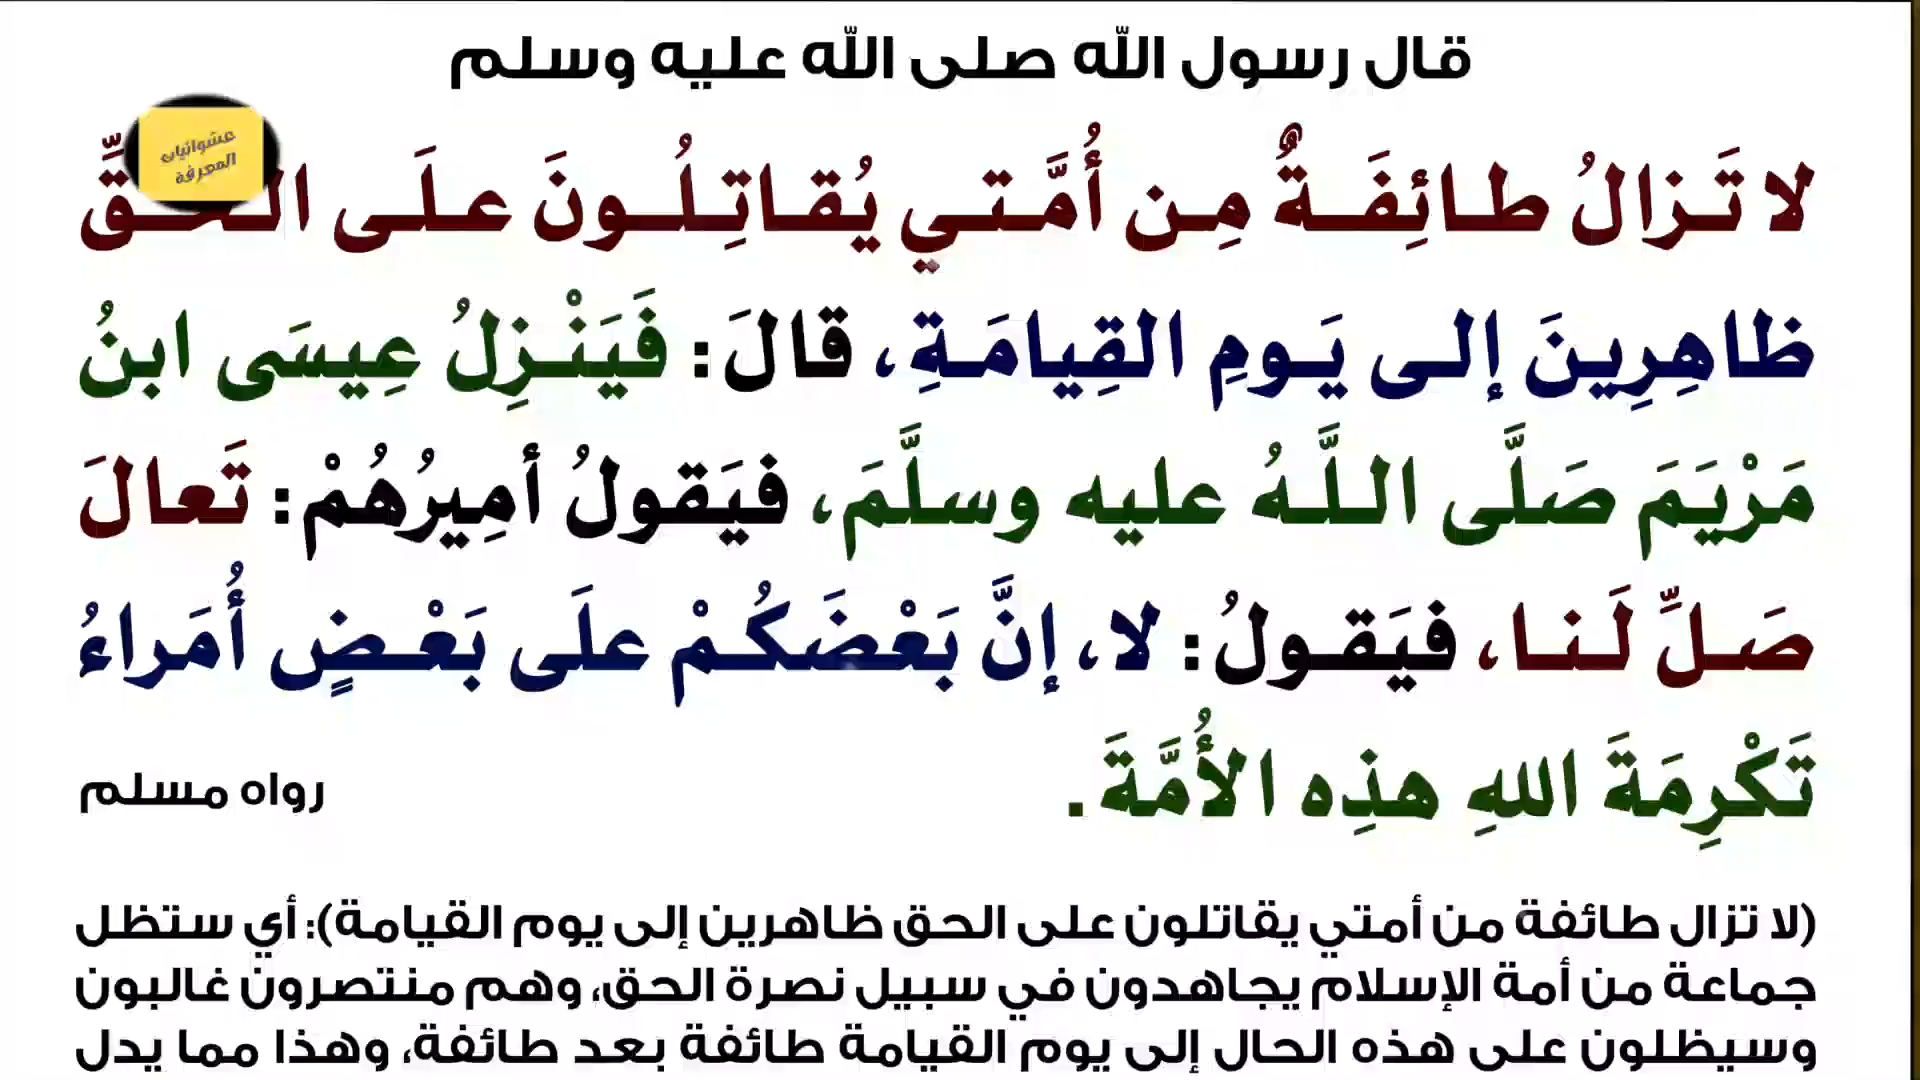 قال رسول الله صلى الله عليه وسلم
عشوائيات
المعرفة
لا تَزالُ طائِفَةٌ مِن أُمَّتي يُقاتِلُونَ علَى الحَقِّ
ظاهِرِينَ إلى يَومِ القِيامَةِ، قالَ: فَيَنْزِلُ عِيسَى ابنُ
مَرْيَمَ صَلَّى اللَّهُ عليه وسلَّمَ، فيَقولُ أمِيرُهُمْ: تَعالَ
صَلِّ لَنا، فيَقولُ: لا، إنَّ بَعْضَكُمْ علَى بَعْضٍ أُمَراءُ
تَكْرِمَةَ اللهِ هذِه الأُمَّةَ.
رواه مسلم
(لا تزال طائفة من أمتي يقاتلون على الحق ظاهرين إلى يوم القيامة): أي ستظل
جماعة من أمة الإسلام يجاهدون في سبيل نصرة الحق، وهم منتصرون غالبون
وسيظلون على هذه الحال إلى يوم القيامة طائفة بعد طائفة، وهذا مما يدل